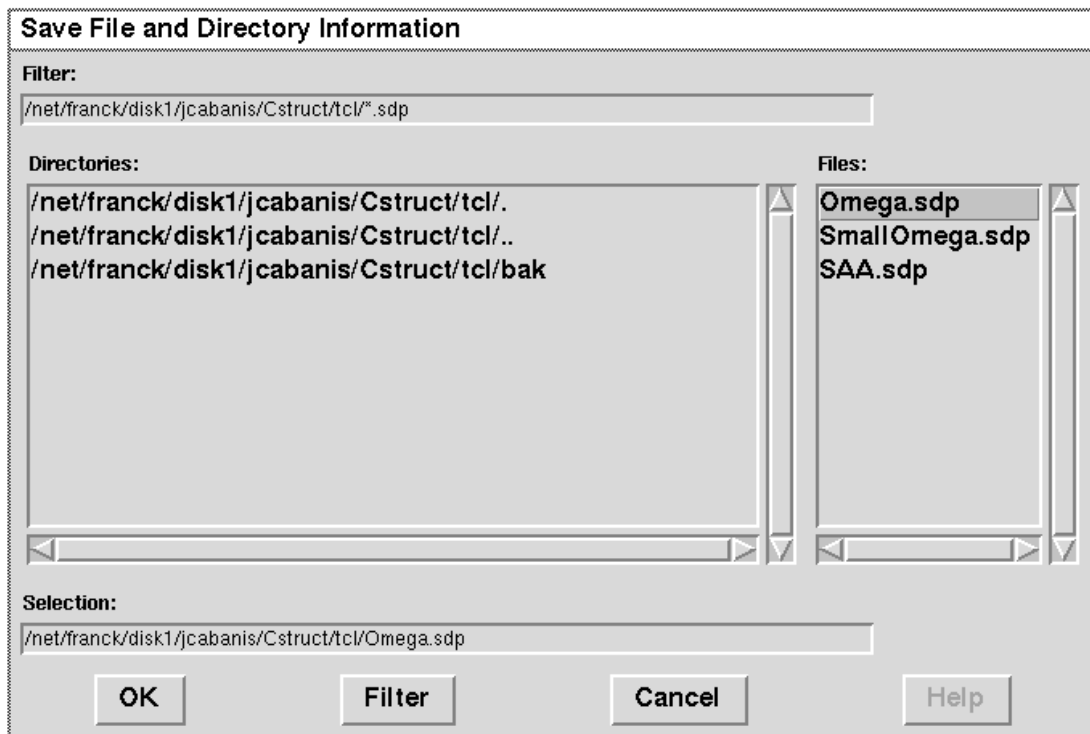 Save File and Directory Information
Filter:
/net/franck/disk1/jcabanis/Cstruct/tcl/*.sdp
Directories:
/net/franck/disk1/jcabanis/Cstruct/tcl/.
/net/franck/disk1/jcabanis/Cstruct/tcl/..
/net/franck/disk1/jcabanis/Cstruct/tcl/bak
Files:
Omega.sdp
SmallOmega.sdp
SAA.sdp
Selection:
/net/franck/disk1/jcabanis/Cstruct/tcl/Omega.sdp
OK Filter Cancel Help